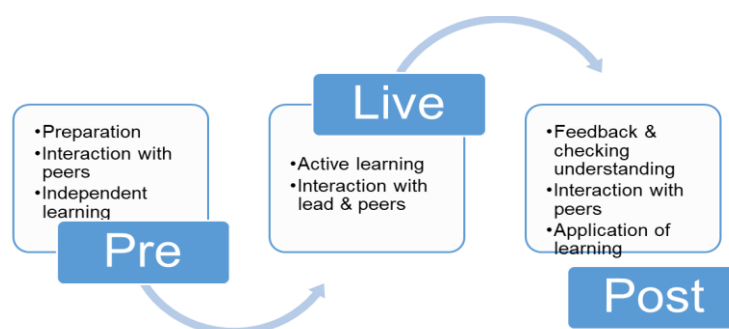 •Preparation
•Interaction with
peers
•Independent
learning
Pre
Live
•Active learning
•Interaction with
lead & peers
•Feedback &
checking
understanding
•Interaction with
peers
•Application of
learning
Post